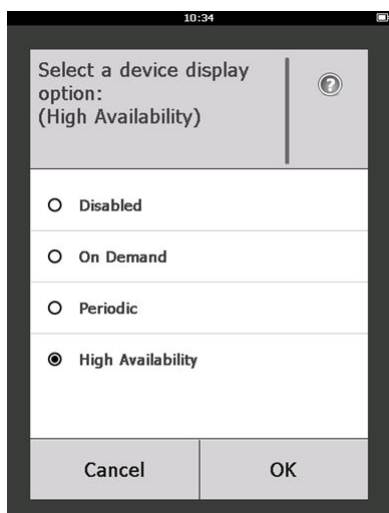 10:34
Select a device display
option:
(High Availability)
?
Disabled
On Demand
Periodic
High Availability
Cancel
OK